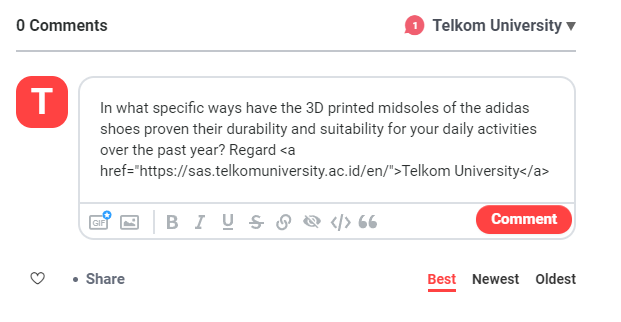 0 Comments
1 Telkom University ▼
T
In what specific ways have the 3D printed midsoles of the adidas
shoes proven their durability and suitability for your daily activities
over the past year? Regard <a
href="https://sas.telkomuniversity.ac.id/en/">Telkom University</a>
GIF B I U S </>
Comment
• Share
Best Newest Oldest